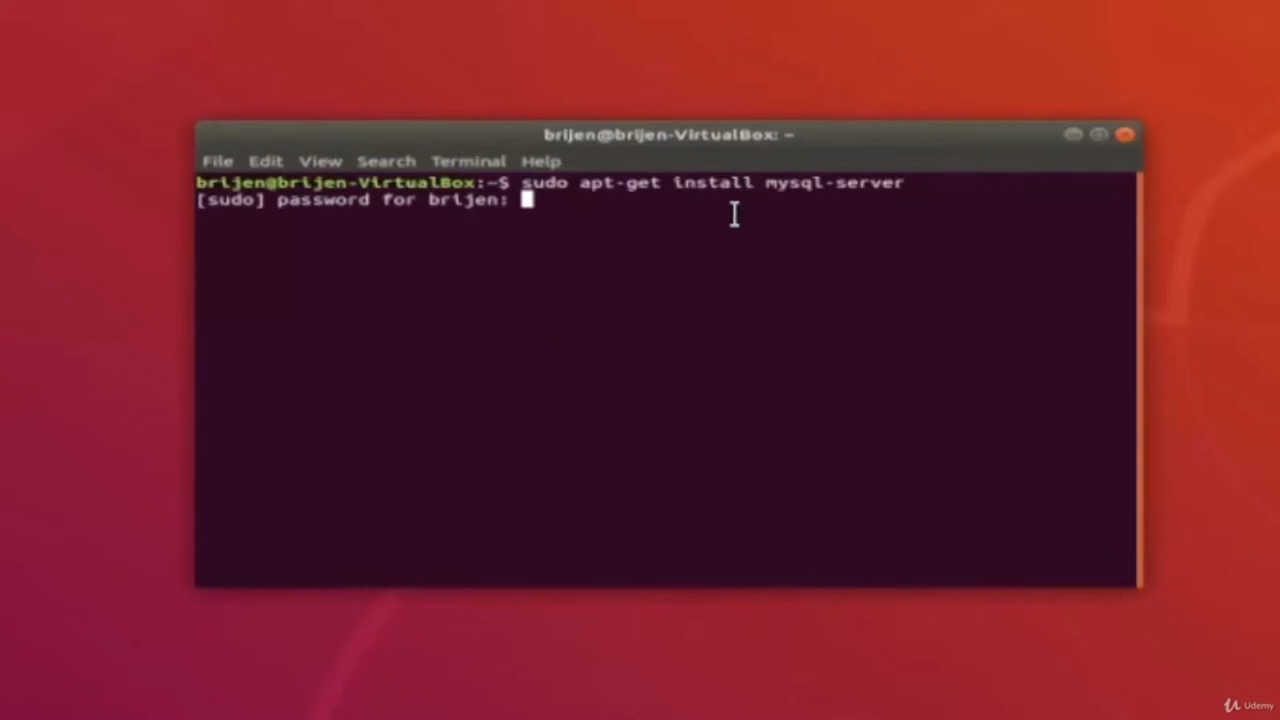 brijen@brijen-VirtualBox: ~
File Edit View Search Terminal Help
brijen@brijen-VirtualBox:~$ sudo apt-get install mysql-server
[sudo] password for brijen:
Udemy